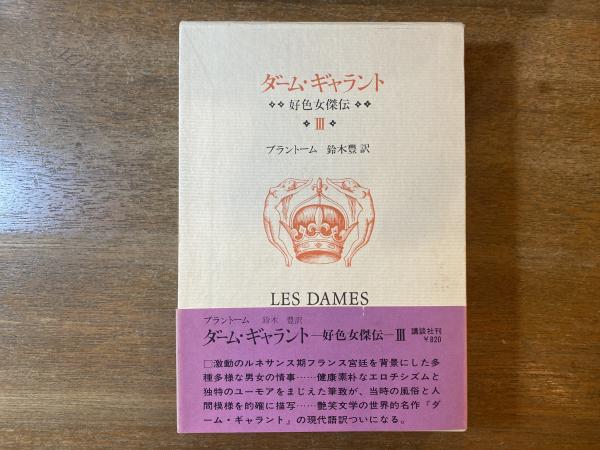 ダーム・ギャラント
好色女傑伝
III
ブラントーム 鈴木豊訳
LES DAMES
ブラントーム 鈴木 豊訳
ダーム・ギャラント—好色女傑伝—III 講談社刊
¥820
□激動のルネサンス期フランス宮廷を背景にした多
種多様な男女の情事……健康素朴なエロチシズムと
独特のユーモアをまじえた筆致が、当時の風俗と人
間模様を的確に描写……艶笑文学の世界的名作『ダ
ーム・ギャラント』の現代語訳ついになる。